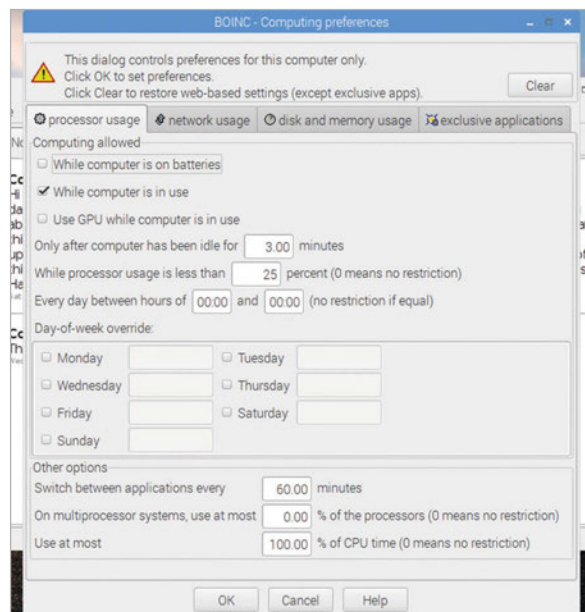 BOINC - Computing preferences
This dialog controls preferences for this computer only.
Click OK to set preferences.
Click Clear to restore web-based settings (except exclusive apps).
Clear
processor usage
network usage
disk and memory usage
exclusive applications
Computing allowed
While computer is on batteries
While computer is in use
Use GPU while computer is in use
Only after computer has been idle for 3.00 minutes
While processor usage is less than 25 percent (0 means no restriction)
Every day between hours of 00:00 and 00:00 (no restriction if equal)
Day-of-week override:
Monday Tuesday
Wednesday Thursday
Friday Saturday
Sunday
Other options
Switch between applications every 60.00 minutes
On multiprocessor systems, use at most 0.00 % of the processors (0 means no restriction)
Use at most 100.00 % of CPU time (0 means no restriction)
OK Cancel Help